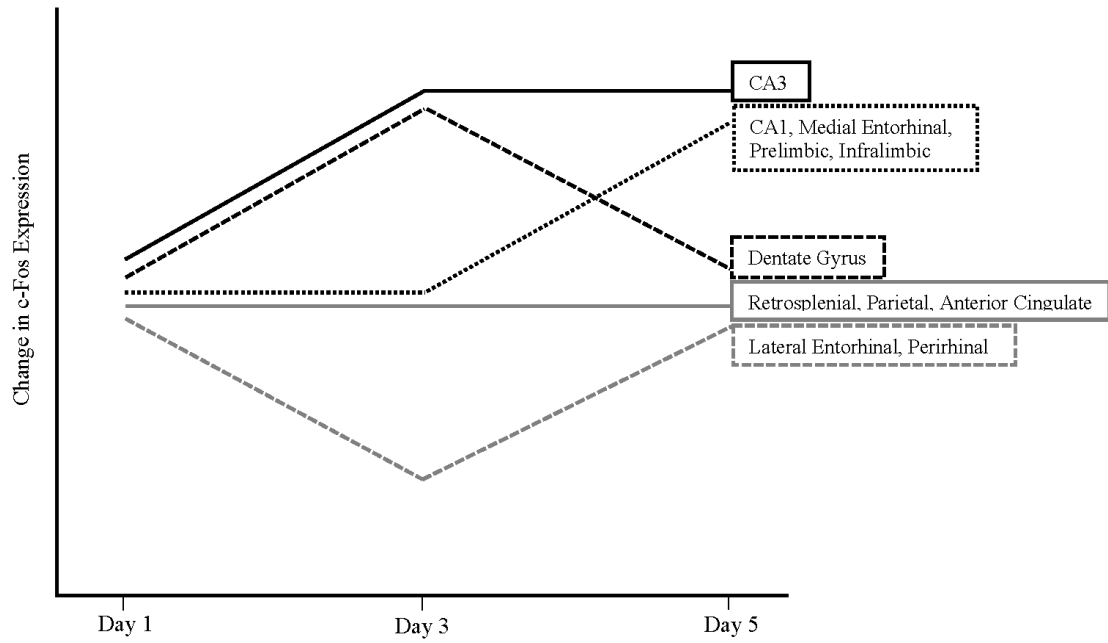 Change in c-Fos Expression
CA3
CA1, Medial Entorhinal,
Prelimbic, Infralimbic
Dentate Gyrus
Retrosplenial, Parietal, Anterior Cingulate
Lateral Entorhinal, Perirhinal
Day 1
Day 3
Day 5